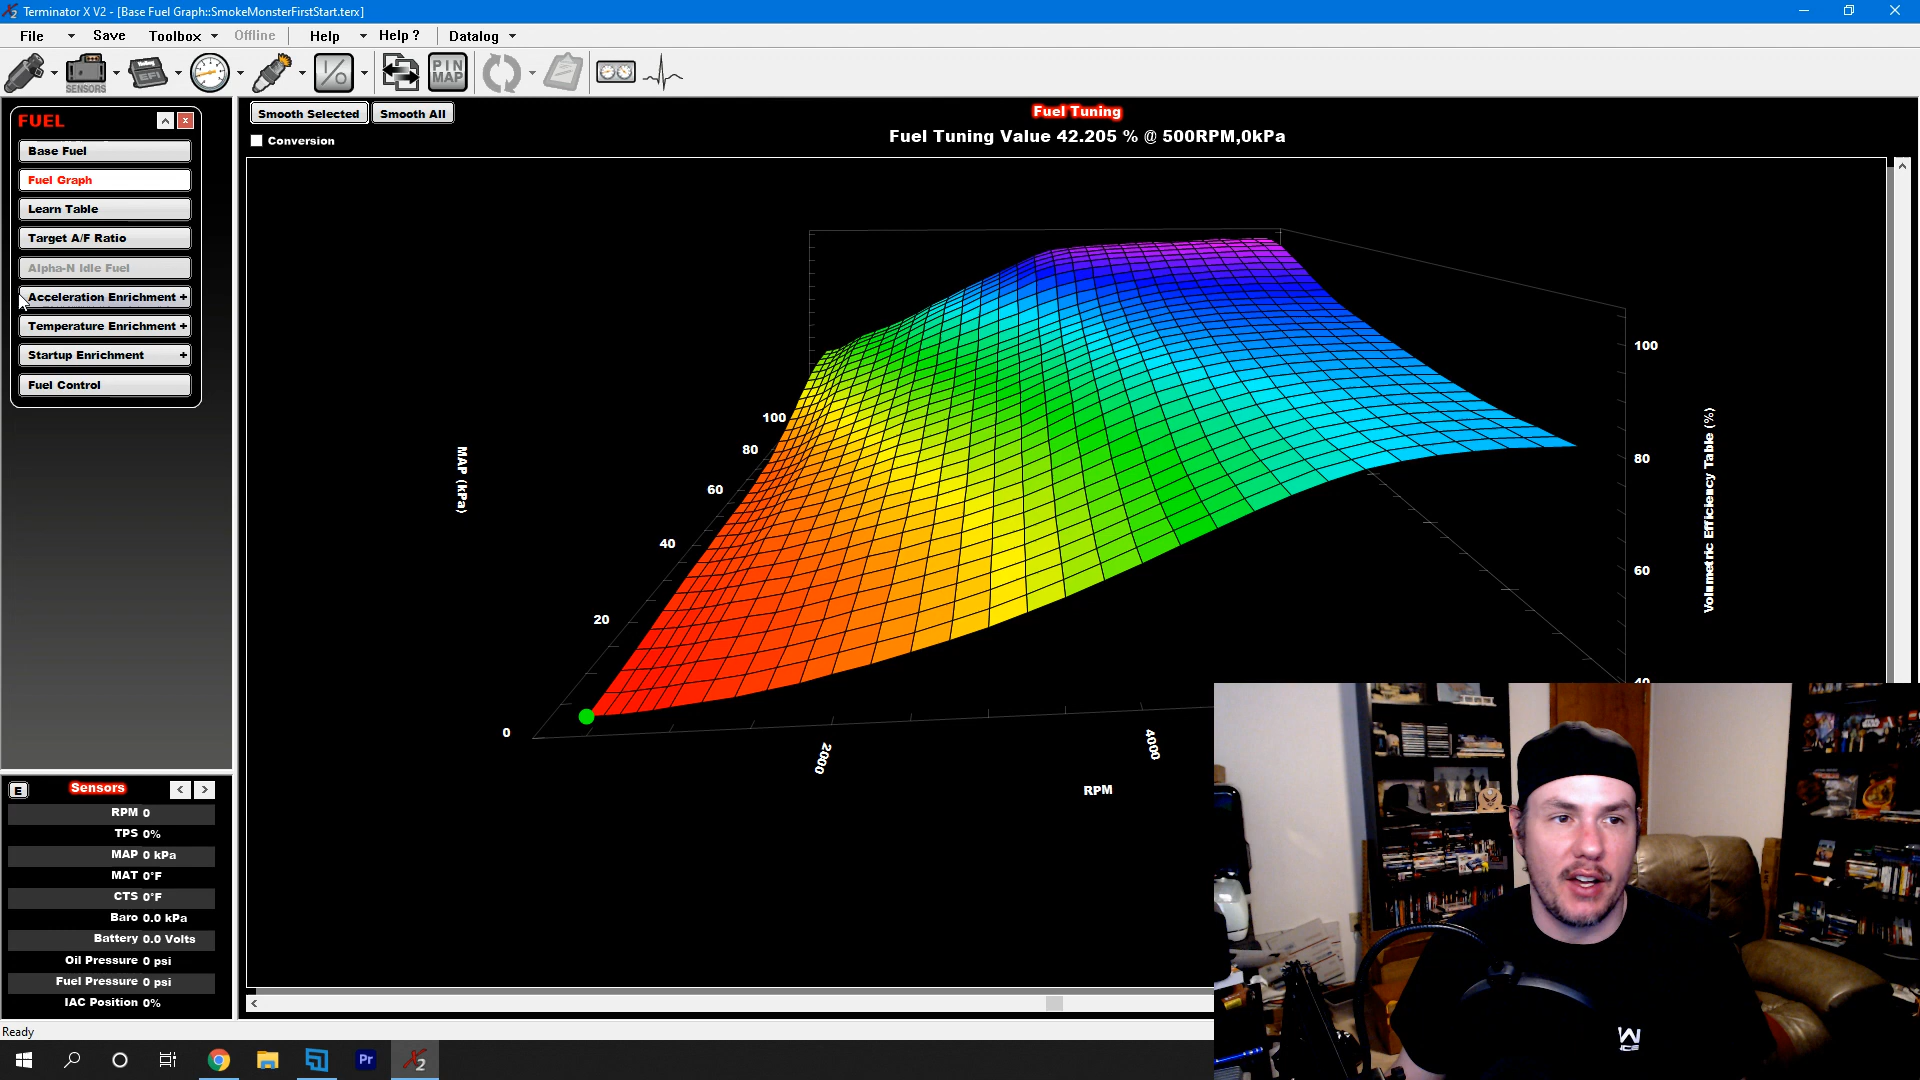 Terminator X V2 - [Base Fuel Graph::SmokeMonsterFirstStart.terx]
File Save Toolbox Offline Help Help ? Datalog
SENSORS Holley EFI I/O PIN MAP
FUEL
Base Fuel
Fuel Graph
Learn Table
Target A/F Ratio
Alpha-N Idle Fuel
Acceleration Enrichment +
Temperature Enrichment +
Startup Enrichment +
Fuel Control
Smooth Selected Smooth All
Conversion
Fuel Tuning
Fuel Tuning Value 42.205 % @ 500RPM,0kPa
MAP (kPa)
100
80
60
40
20
0
2000
4000
RPM
100
80
60
40
Volumetric Efficiency Table (%)
E Sensors < >
RPM 0
TPS 0%
MAP 0 kPa
MAT 0°F
CTS 0°F
Baro 0.0 kPa
Battery 0.0 Volts
Oil Pressure 0 psi
Fuel Pressure 0 psi
IAC Position 0%
Ready
Pr X2